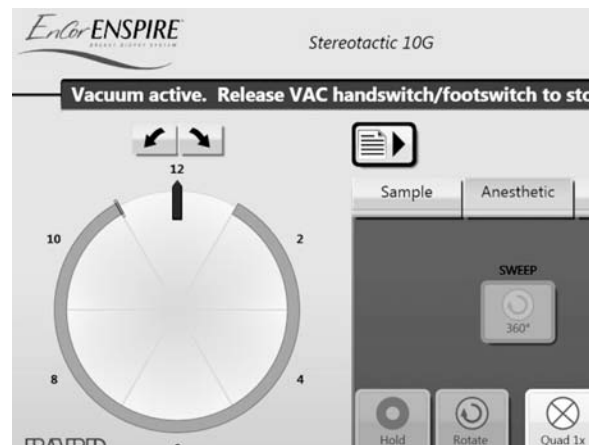 EnCor ENSPIRE
BREAST BIOPSY SYSTEM
Stereotactic 10G
Vacuum active. Release VAC handswitch/footswitch to sto
12
10
2
8
4
Sample
Anesthetic
SWEEP
360°
Hold
Rotate
Quad 1x